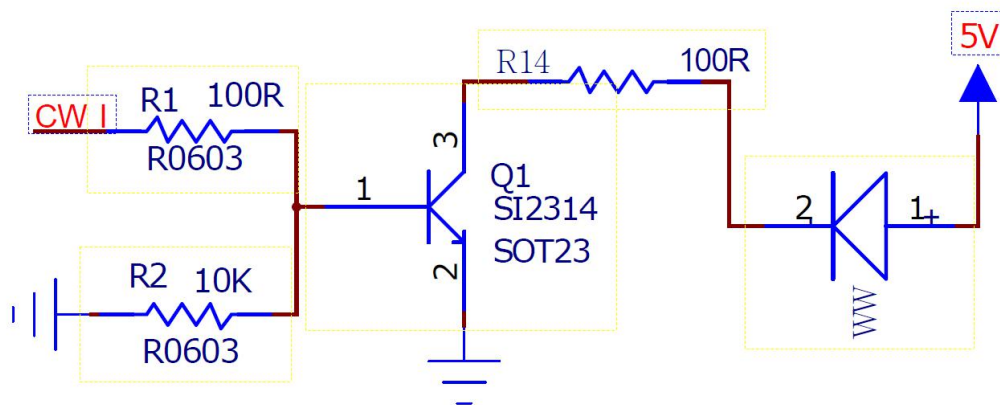 5V
R14 100R
CW I
R1 100R
R0603
3
1
Q1
SI2314
SOT23
2
2
1
+
WW
R2 10K
R0603